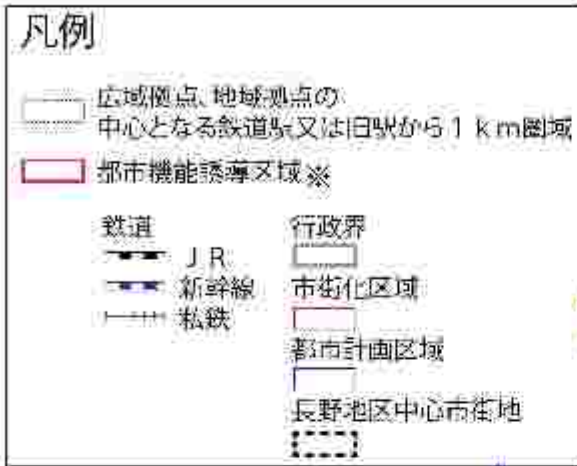 凡例
広域拠点、地域拠点の
中心となる鉄道駅又は旧駅から1km圏域
都市機能誘導区域※
鉄道
JR
新幹線
私鉄
行政界
市街化区域
都市計画区域
長野地区中心市街地